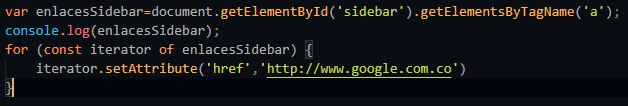 var enlacesSidebar=document.getElementById('sidebar').getElementsByTagName('a');
console.log(enlacesSidebar);
for (const iterator of enlacesSidebar) {
    iterator.setAttribute('href','http://www.google.com.co')
}